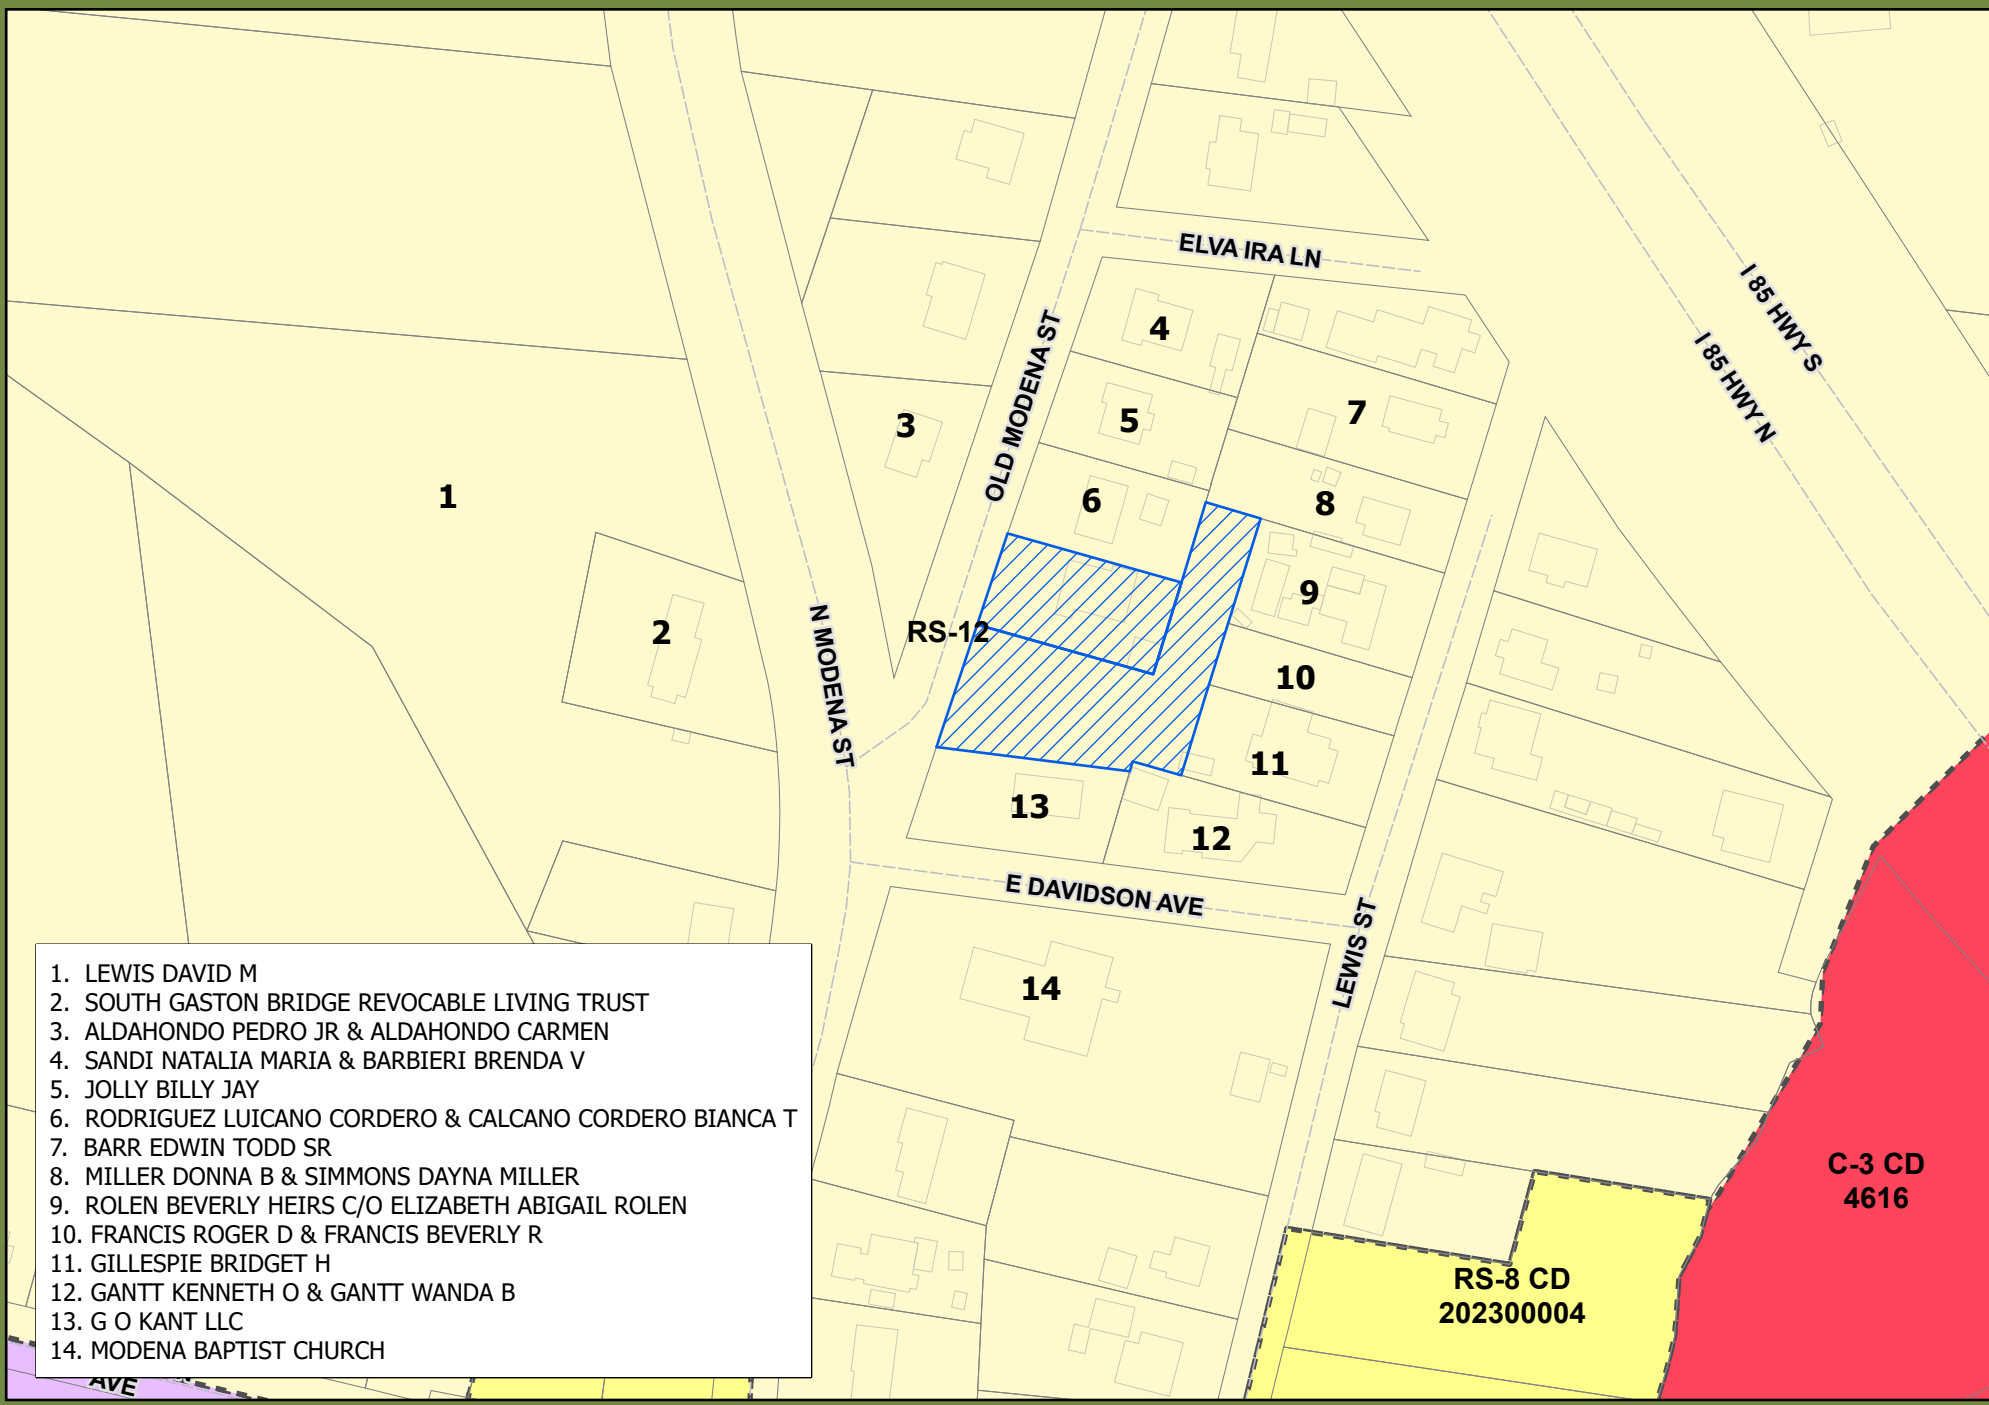 ELVA IRA LN
I 85 HWY S
I 85 HWY N
OLD MODENA ST
4
3
5
7
6
8
1
9
2
N MODENA ST
RS-12
10
11
13
12
E DAVIDSON AVE
LEWIS ST
14
C-3 CD
4616
RS-8 CD
202300004
1. LEWIS DAVID M
2. SOUTH GASTON BRIDGE REVOCABLE LIVING TRUST
3. ALDAHONDO PEDRO JR & ALDAHONDO CARMEN
4. SANDI NATALIA MARIA & BARBIERI BRENDA V
5. JOLLY BILLY JAY
6. RODRIGUEZ LUICANO CORDERO & CALCANO CORDERO BIANCA T
7. BARR EDWIN TODD SR
8. MILLER DONNA B & SIMMONS DAYNA MILLER
9. ROLEN BEVERLY HEIRS C/O ELIZABETH ABIGAIL ROLEN
10. FRANCIS ROGER D & FRANCIS BEVERLY R
11. GILLESPIE BRIDGET H
12. GANTT KENNETH O & GANTT WANDA B
13. G O KANT LLC
14. MODENA BAPTIST CHURCH
AVE